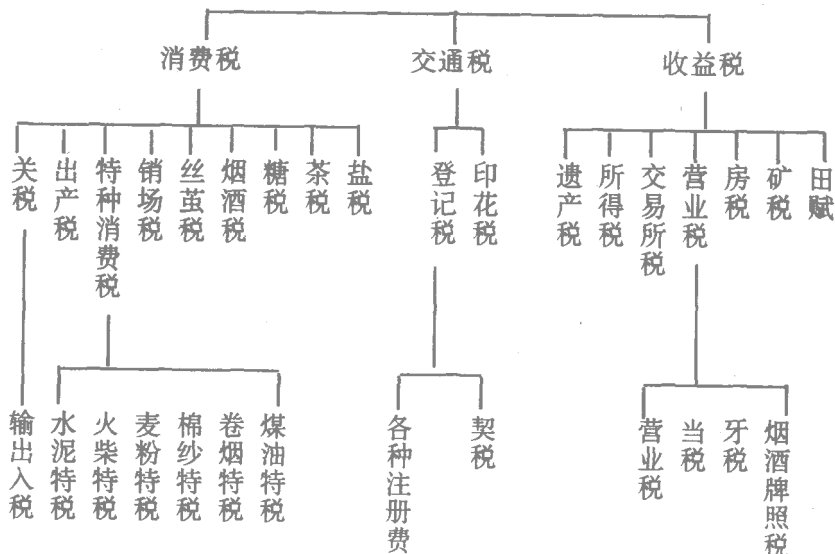 消费税
交通税
收益税
关税
出产税
特种消费税
销场税
丝茧税
烟酒税
糖税
茶税
盐税
登记税
印花税
遗产税
所得税
交易所税
营业税
房税
矿税
田赋
输出入税
水泥特税
火柴特税
麦粉特税
棉纱特税
卷烟特税
煤油特税
各种注册费
契税
营业税
当税
牙税
烟酒牌照税